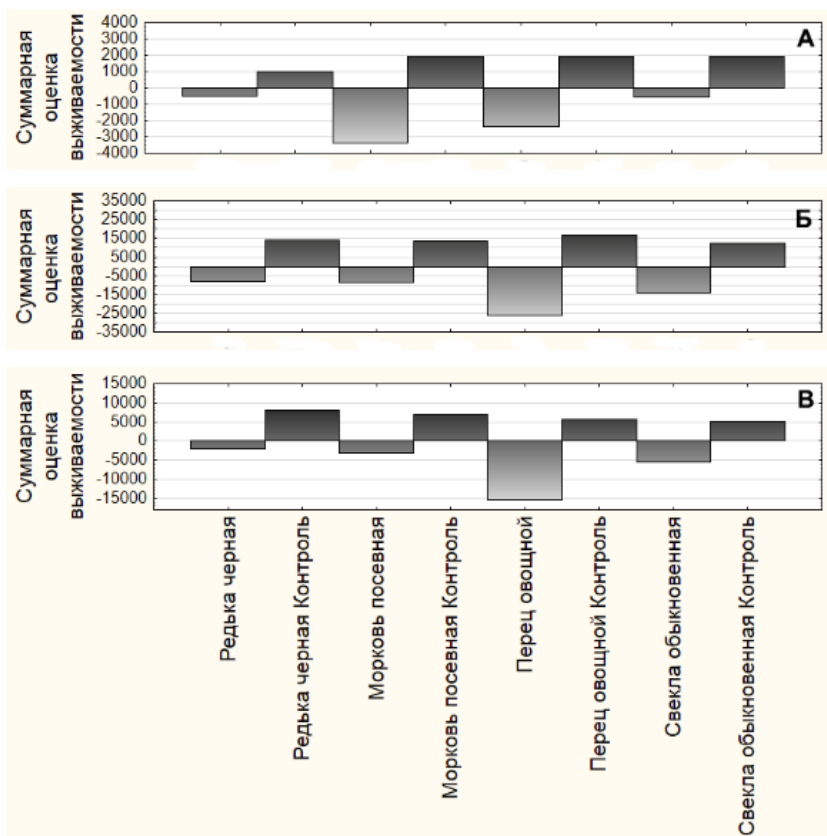 Суммарная
оценка
выживаемости
4000
3000
2000
1000
0
-1000
-2000
-3000
-4000
А
Суммарная
оценка
выживаемости
35000
25000
15000
5000
-5000
-15000
-25000
-35000
Б
Суммарная
оценка
выживаемости
15000
10000
5000
0
-5000
-10000
-15000
В
Редька черная
Редька черная Контроль
Морковь посевная
Морковь посевная Контроль
Перец овощной
Перец овощной Контроль
Свекла обыкновенная
Свекла обыкновенная Контроль